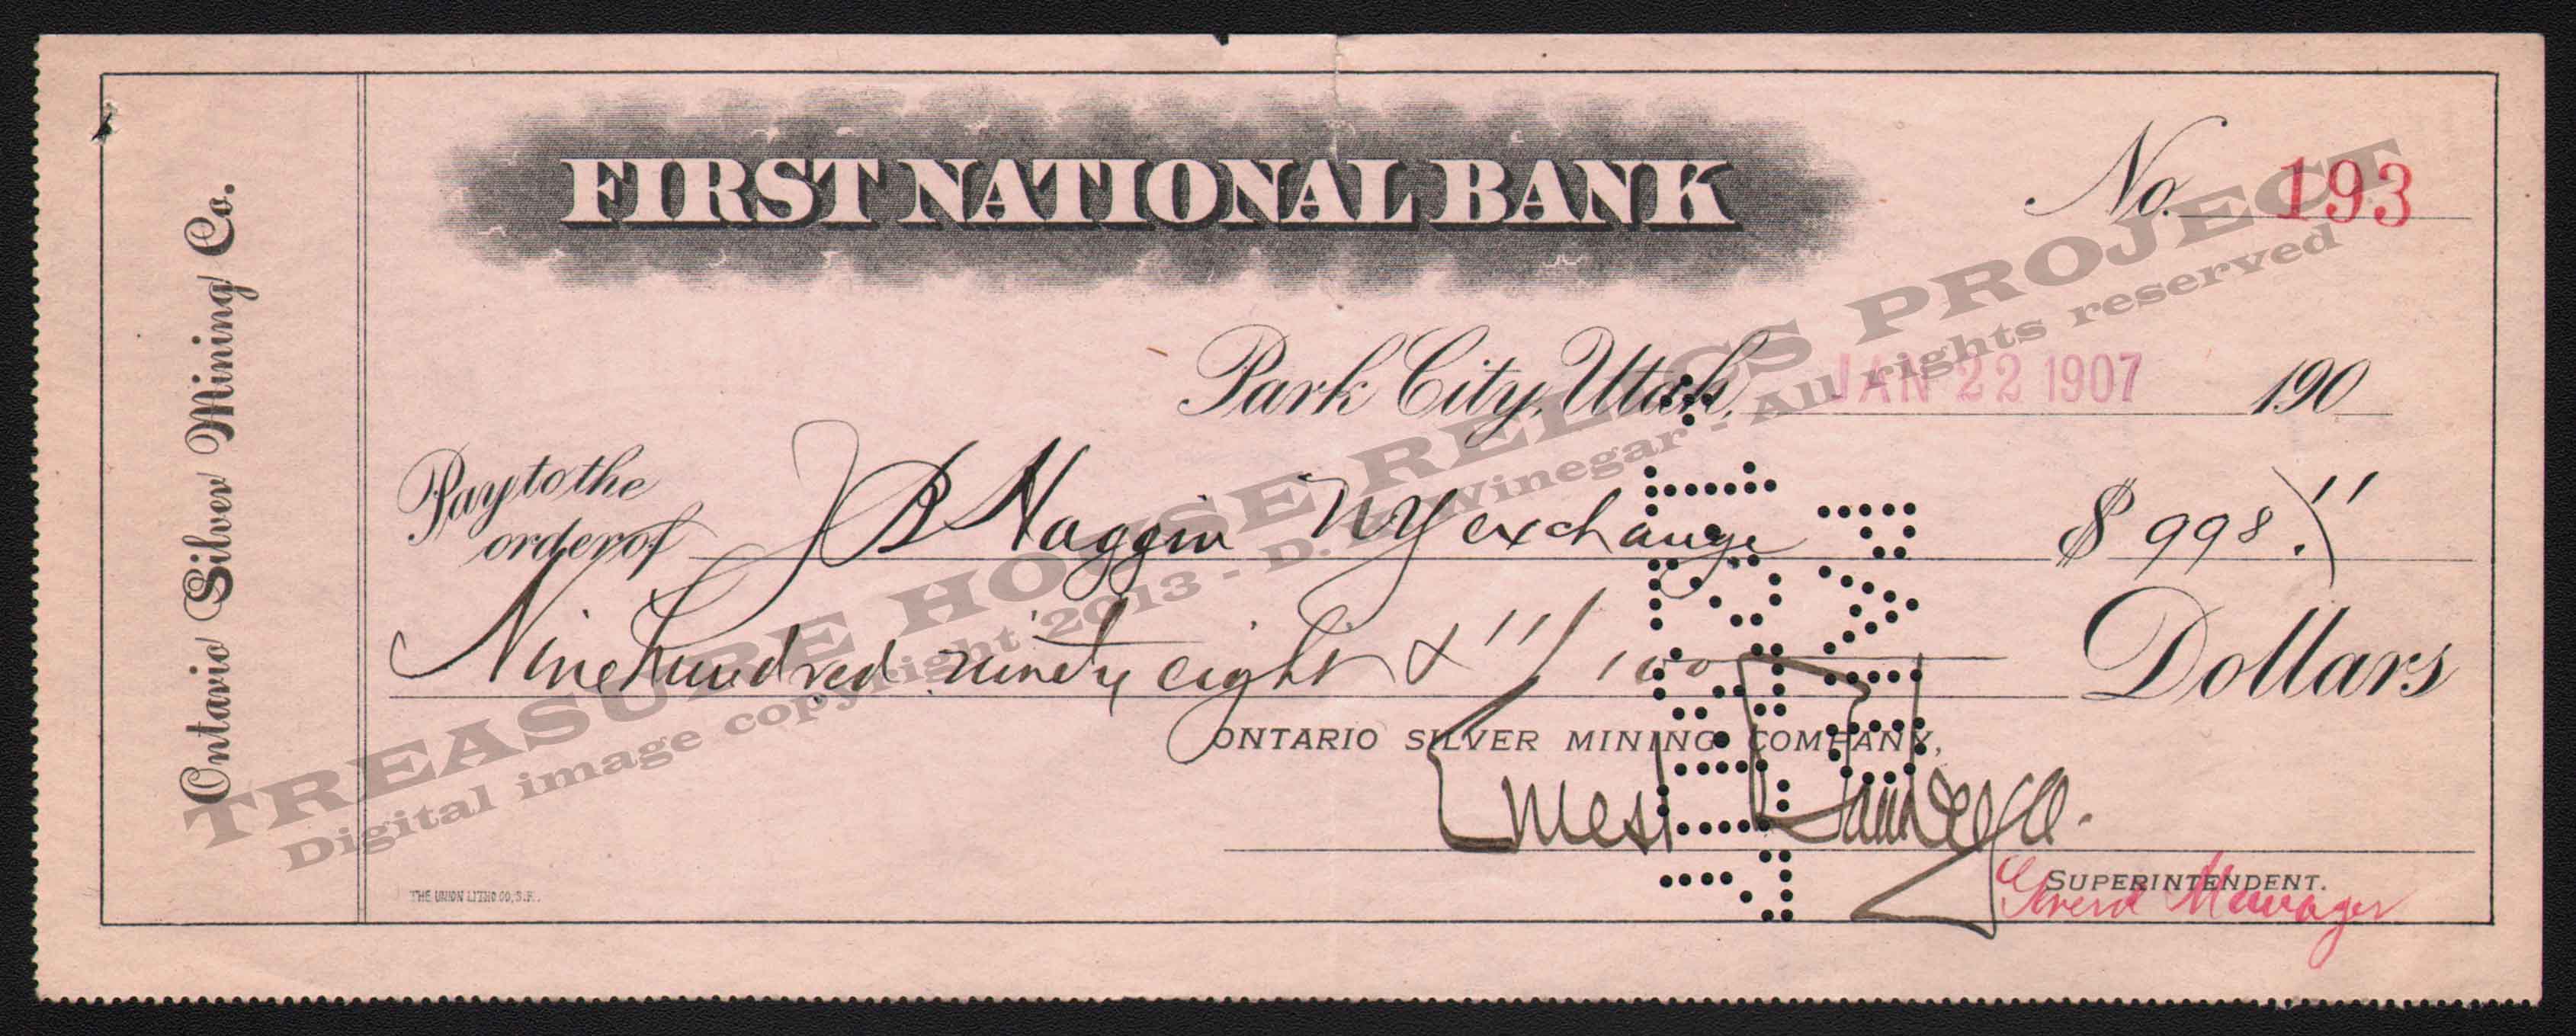 Ontario Silver Mining Co.
FIRST NATIONAL BANK
No. 193
Park City, Utah, JAN 22 1907 190
Pay to the
order of J B Haggin NY exchange $ 998.11
Nine hundred ninety eight & 11/100 Dollars
ONTARIO SILVER MINING COMPANY,
SUPERINTENDENT.
General Manager
THE UNION LITHO CO., S.F.
TREASURE HOUSE RELICS PROJECT
Digital image copyright 2013 - D. Winegar - All rights reserved